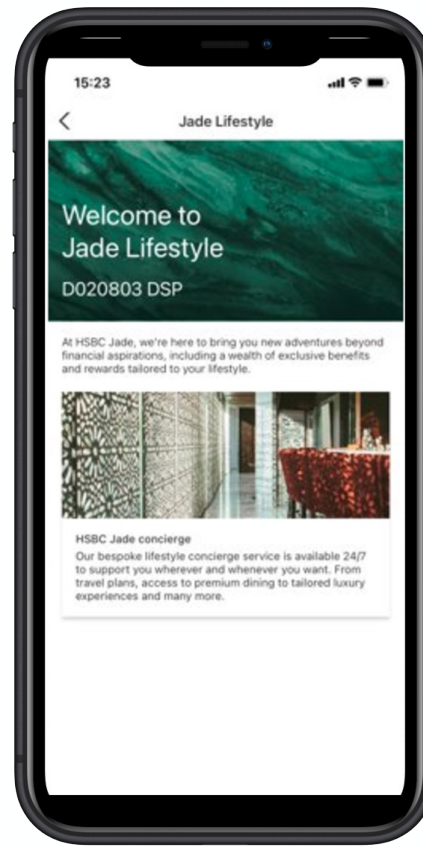 15:23
Jade Lifestyle
Welcome to
Jade Lifestyle
D020803 DSP
At HSBC Jade, we're here to bring you new adventures beyond
financial aspirations, including a wealth of exclusive benefits
and rewards tailored to your lifestyle.
HSBC Jade concierge
Our bespoke lifestyle concierge service is available 24/7
to support you wherever and whenever you want. From
travel plans, access to premium dining to tailored luxury
experiences and many more.